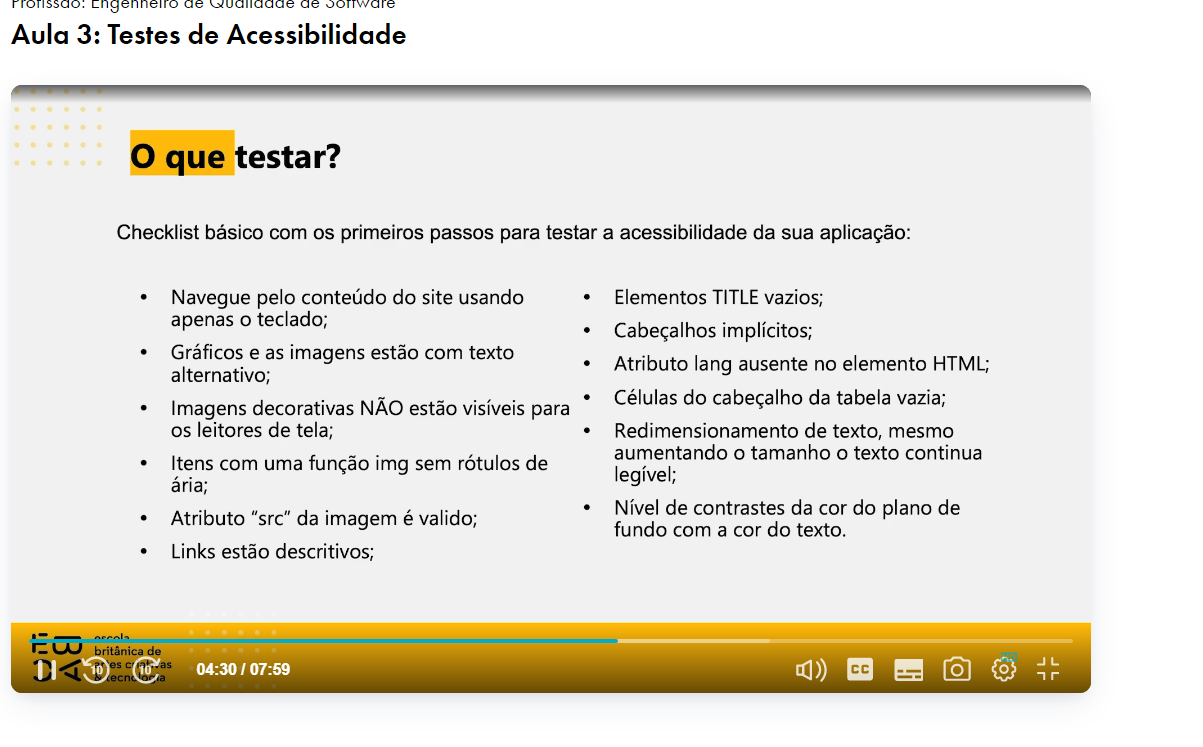 Profissão: Engenheiro de Qualidade de Software
Aula 3: Testes de Acessibilidade
O que testar?
Checklist básico com os primeiros passos para testar a acessibilidade da sua aplicação:
• Navegue pelo conteúdo do site usando
apenas o teclado;
• Gráficos e as imagens estão com texto
alternativo;
• Imagens decorativas NÃO estão visíveis para
os leitores de tela;
• Itens com uma função img sem rótulos de
ária;
• Atributo “src” da imagem é valido;
• Links estão descritivos;
• Elementos TITLE vazios;
• Cabeçalhos implícitos;
• Atributo lang ausente no elemento HTML;
• Células do cabeçalho da tabela vazia;
• Redimensionamento de texto, mesmo
aumentando o tamanho o texto continua
legível;
• Nível de contrastes da cor do plano de
fundo com a cor do texto.
escola
britânica de
artes criativas
& tecnologia
10
10
04:30 / 07:59
CC